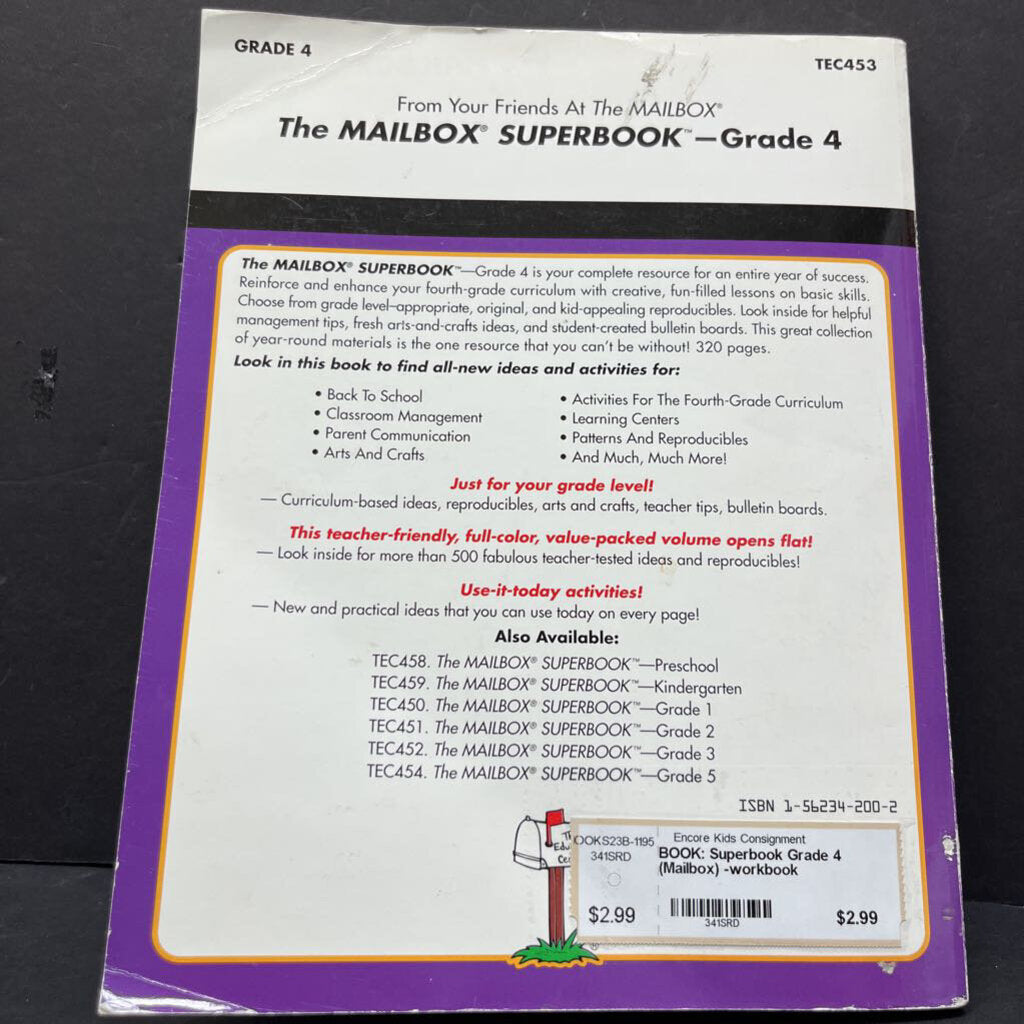 GRADE 4
TEC453
From Your Friends At The MAILBOX®
The MAILBOX® SUPERBOOK™—Grade 4
The MAILBOX® SUPERBOOK™—Grade 4 is your complete resource for an entire year of success.
Reinforce and enhance your fourth-grade curriculum with creative, fun-filled lessons on basic skills.
Choose from grade level–appropriate, original, and kid-appealing reproducibles. Look inside for helpful
management tips, fresh arts-and-crafts ideas, and student-created bulletin boards. This great collection
of year-round materials is the one resource that you can't be without! 320 pages.
Look in this book to find all-new ideas and activities for:
• Back To School
• Classroom Management
• Parent Communication
• Arts And Crafts
• Activities For The Fourth-Grade Curriculum
• Learning Centers
• Patterns And Reproducibles
• And Much, Much More!
Just for your grade level!
— Curriculum-based ideas, reproducibles, arts and crafts, teacher tips, bulletin boards.
This teacher-friendly, full-color, value-packed volume opens flat!
— Look inside for more than 500 fabulous teacher-tested ideas and reproducibles!
Use-it-today activities!
— New and practical ideas that you can use today on every page!
Also Available:
TEC458. The MAILBOX® SUPERBOOK™—Preschool
TEC459. The MAILBOX® SUPERBOOK™—Kindergarten
TEC450. The MAILBOX® SUPERBOOK™—Grade 1
TEC451. The MAILBOX® SUPERBOOK™—Grade 2
TEC452. The MAILBOX® SUPERBOOK™—Grade 3
TEC454. The MAILBOX® SUPERBOOK™—Grade 5
ISBN 1-56234-200-2
OOKS23B-1195
341SRD
$2.99
Encore Kids Consignment
BOOK: Superbook Grade 4
(Mailbox) -workbook
341SRD
$2.99
®